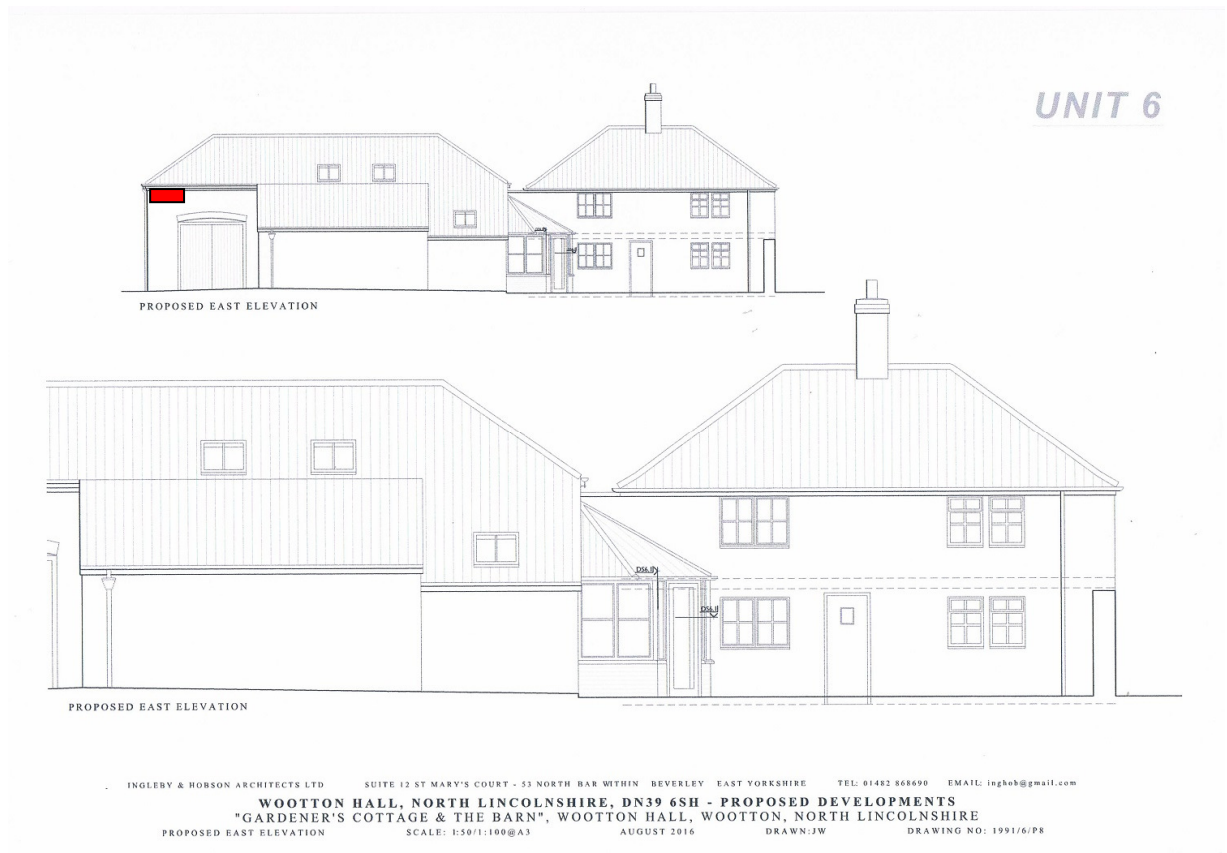 UNIT 6
PROPOSED EAST ELEVATION
PROPOSED EAST ELEVATION
INGLEBY & HOBSON ARCHITECTS LTD SUITE 12 ST MARY'S COURT - 53 NORTH BAR WITHIN BEVERLEY EAST YORKSHIRE TEL: 01482 868690 EMAIL: inghob@gmail.com
WOOTTON HALL, NORTH LINCOLNSHIRE, DN39 6SH - PROPOSED DEVELOPMENTS
"GARDENER'S COTTAGE & THE BARN", WOOTTON HALL, WOOTTON, NORTH LINCOLNSHIRE
PROPOSED EAST ELEVATION SCALE: 1:50/1:100@A3 AUGUST 2016 DRAWN:JW DRAWING NO: 1991/6/P8